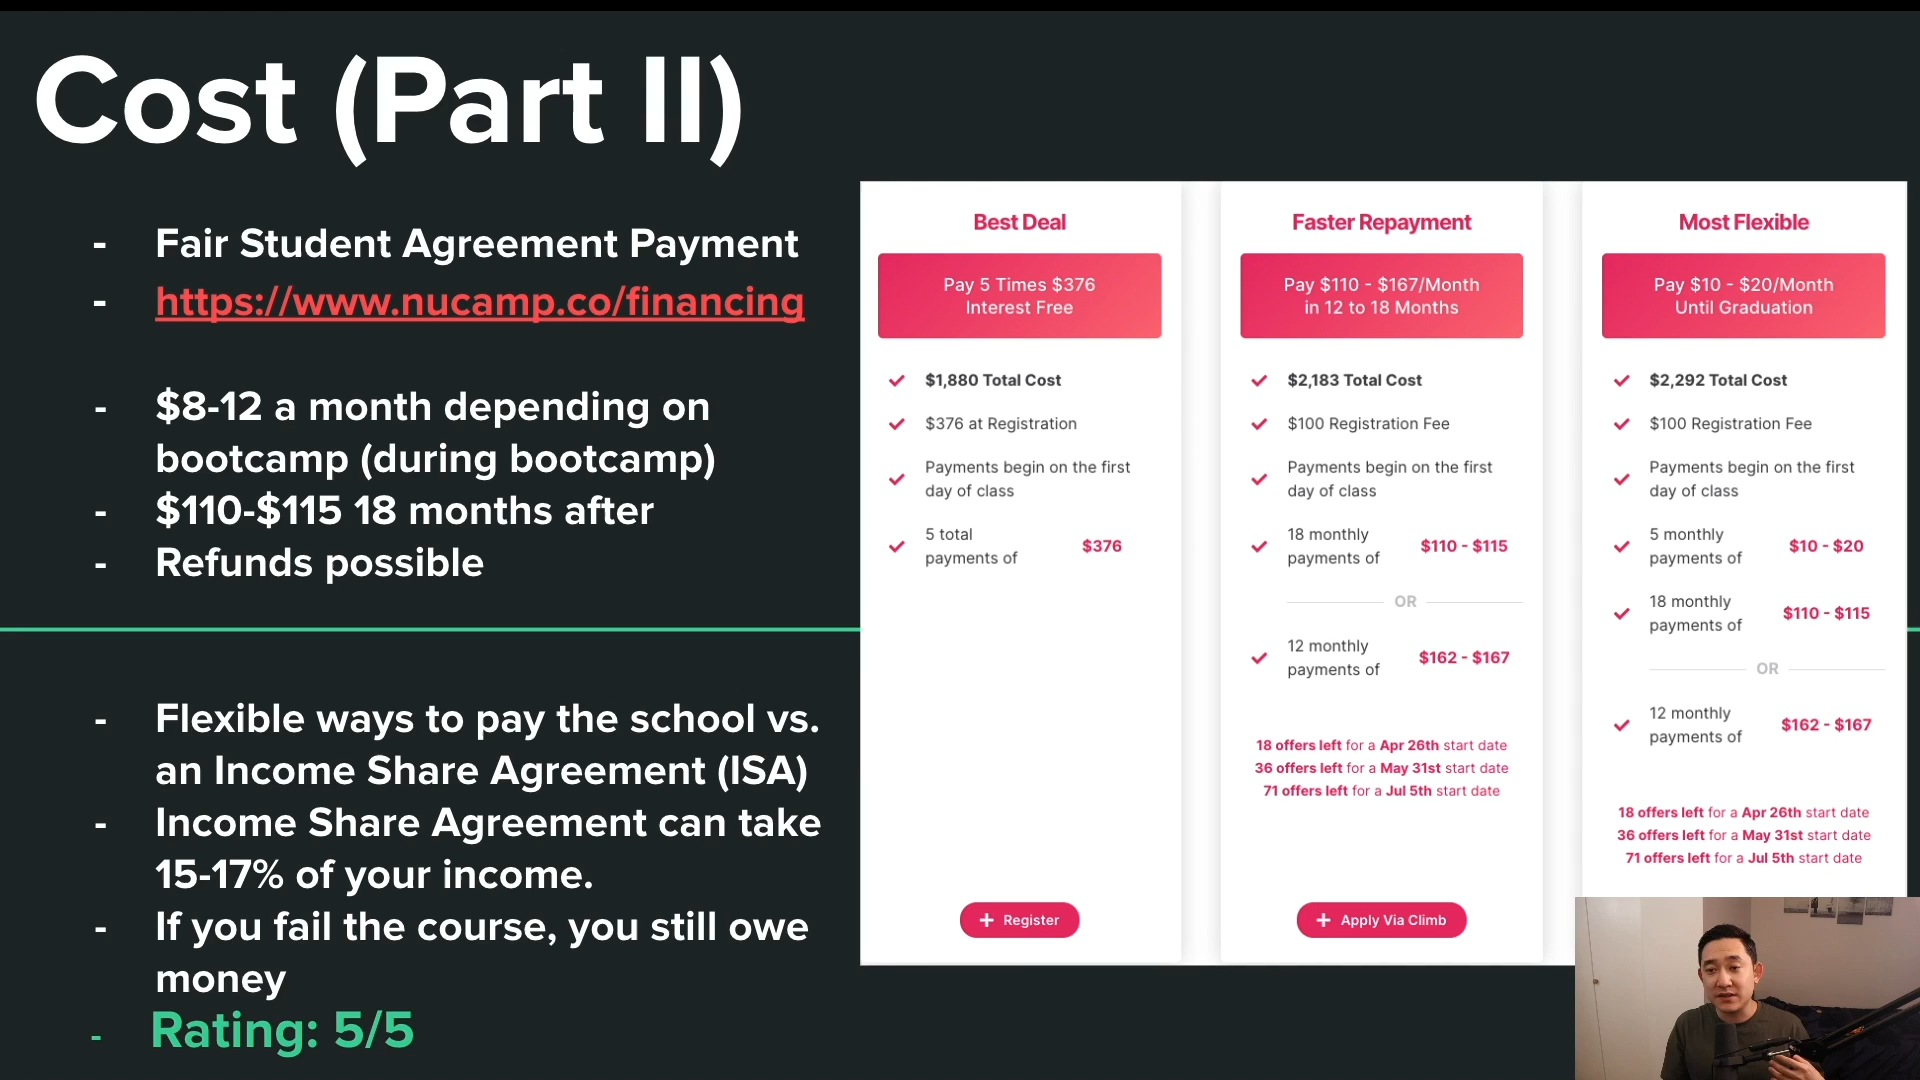 Cost (Part II)
- Fair Student Agreement Payment
- https://www.nucamp.co/financing
- $8-12 a month depending on
bootcamp (during bootcamp)
- $110-$115 18 months after
- Refunds possible
- Flexible ways to pay the school vs.
an Income Share Agreement (ISA)
- Income Share Agreement can take
15-17% of your income.
- If you fail the course, you still owe
money
- Rating: 5/5
Best Deal
Pay 5 Times $376
Interest Free
$1,880 Total Cost
$376 at Registration
Payments begin on the first
day of class
5 total
payments of
$376
Register
Faster Repayment
Pay $110 - $167/Month
in 12 to 18 Months
$2,183 Total Cost
$100 Registration Fee
Payments begin on the first
day of class
18 monthly
payments of
$110 - $115
OR
12 monthly
payments of
$162 - $167
18 offers left for a Apr 26th start date
36 offers left for a May 31st start date
71 offers left for a Jul 5th start date
Apply Via Climb
Most Flexible
Pay $10 - $20/Month
Until Graduation
$2,292 Total Cost
$100 Registration Fee
Payments begin on the first
day of class
5 monthly
payments of
$10 - $20
18 monthly
payments of
$110 - $115
OR
12 monthly
payments of
$162 - $167
18 offers left for a Apr 26th start date
36 offers left for a May 31st start date
71 offers left for a Jul 5th start date